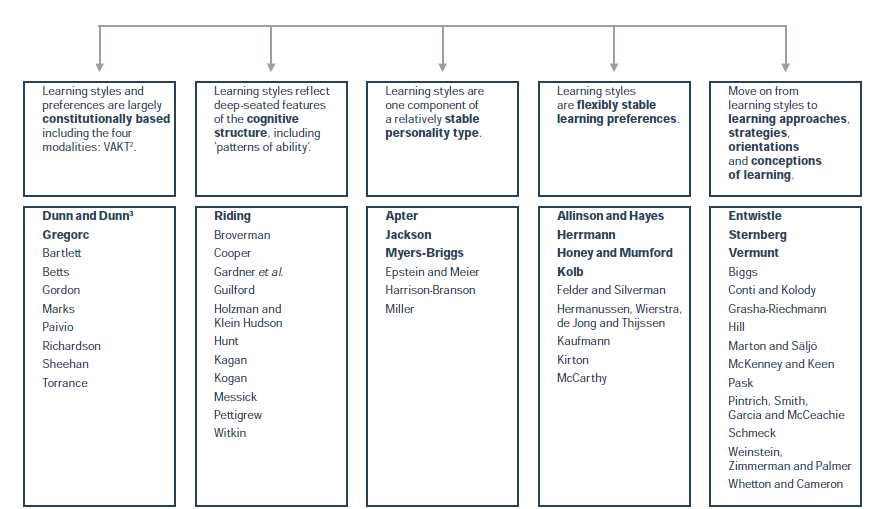 Learning styles and
preferences are largely
constitutionally based
including the four
modalities: VAKT².
Learning styles reflect
deep-seated features
of the cognitive
structure, including
‘patterns of ability’.
Learning styles are
one component of
a relatively stable
personality type.
Learning styles
are flexibly stable
learning preferences.
Move on from
learning styles to
learning approaches,
strategies,
orientations
and conceptions
of learning.
Dunn and Dunn³
Gregorc
Bartlett
Betts
Gordon
Marks
Paivio
Richardson
Sheehan
Torrance
Riding
Broverman
Cooper
Gardner et al.
Guilford
Holzman and
Klein Hudson
Hunt
Kagan
Kogan
Messick
Pettigrew
Witkin
Apter
Jackson
Myers-Briggs
Epstein and Meier
Harrison-Branson
Miller
Allinson and Hayes
Herrmann
Honey and Mumford
Kolb
Felder and Silverman
Hermanussen, Wierstra,
de Jong and Thijssen
Kaufmann
Kirton
McCarthy
Entwistle
Sternberg
Vermunt
Biggs
Conti and Kolody
Grasha-Riechmann
Hill
Marton and Säljö
McKenney and Keen
Pask
Pintrich, Smith,
Garcia and McCeachie
Schmeck
Weinstein,
Zimmerman and Palmer
Whetton and Cameron